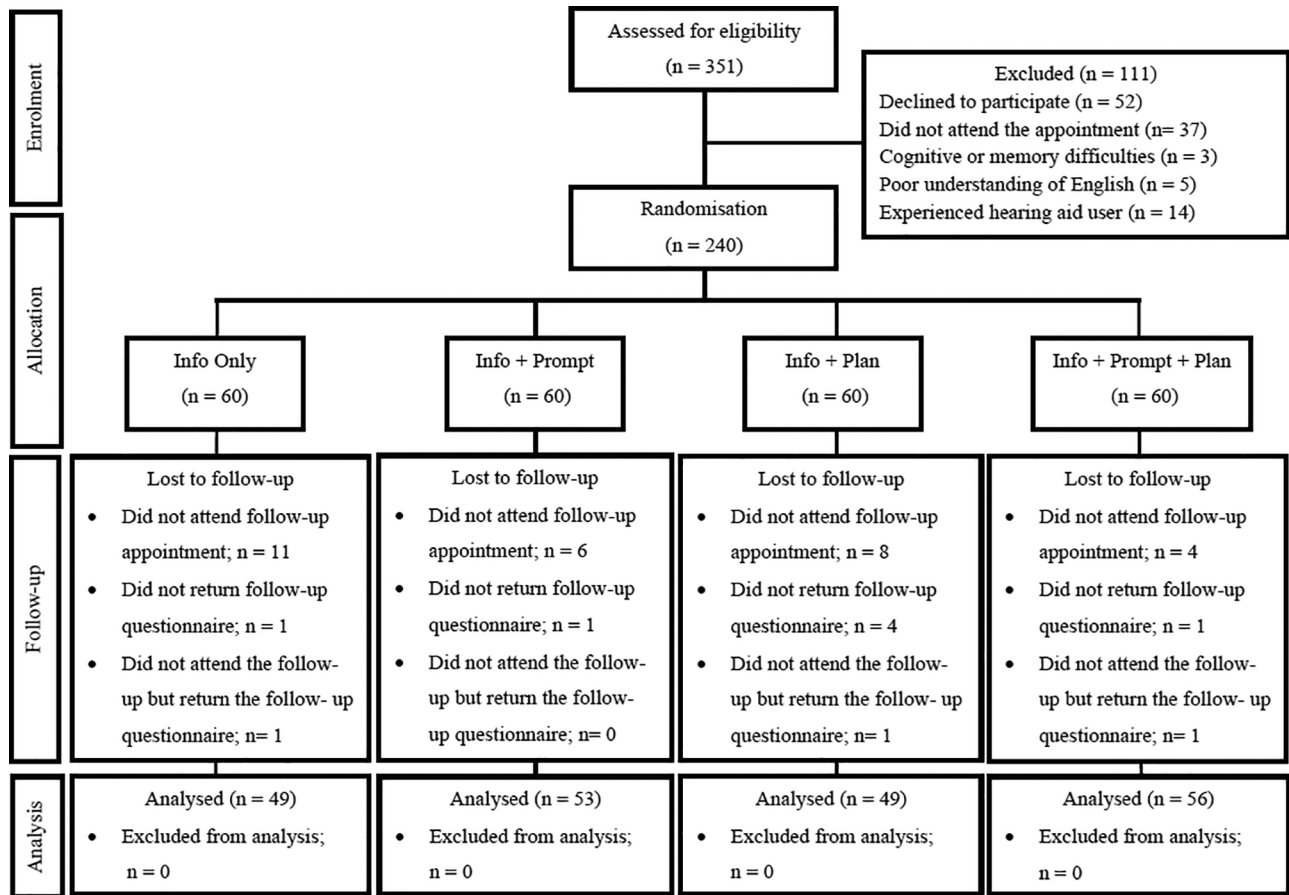 Enrolment
Assessed for eligibility
(n = 351)
Excluded (n = 111)
Declined to participate (n = 52)
Did not attend the appointment (n= 37)
Cognitive or memory difficulties (n = 3)
Poor understanding of English (n = 5)
Experienced hearing aid user (n = 14)
Randomisation
(n = 240)
Allocation
Info Only
(n = 60)
Info + Prompt
(n = 60)
Info + Plan
(n = 60)
Info + Prompt + Plan
(n = 60)
Follow-up
Lost to follow-up
• Did not attend follow-up
appointment; n = 11
• Did not return follow-up
questionnaire; n = 1
• Did not attend the follow-
up but return the follow- up
questionnaire; n= 1
Lost to follow-up
• Did not attend follow-up
appointment; n = 6
• Did not return follow-up
questionnaire; n = 1
• Did not attend the follow-
up but return the follow-
up questionnaire; n= 0
Lost to follow-up
• Did not attend follow-up
appointment; n = 8
• Did not return follow-up
questionnaire; n = 4
• Did not attend the follow-
up but return the follow- up
questionnaire; n= 1
Lost to follow-up
• Did not attend follow-up
appointment; n = 4
• Did not return follow-up
questionnaire; n = 1
• Did not attend the follow-
up but return the follow- up
questionnaire; n= 1
Analysis
Analysed (n = 49)
• Excluded from analysis;
n = 0
Analysed (n = 53)
• Excluded from analysis;
n = 0
Analysed (n = 49)
• Excluded from analysis;
n = 0
Analysed (n = 56)
• Excluded from analysis;
n = 0